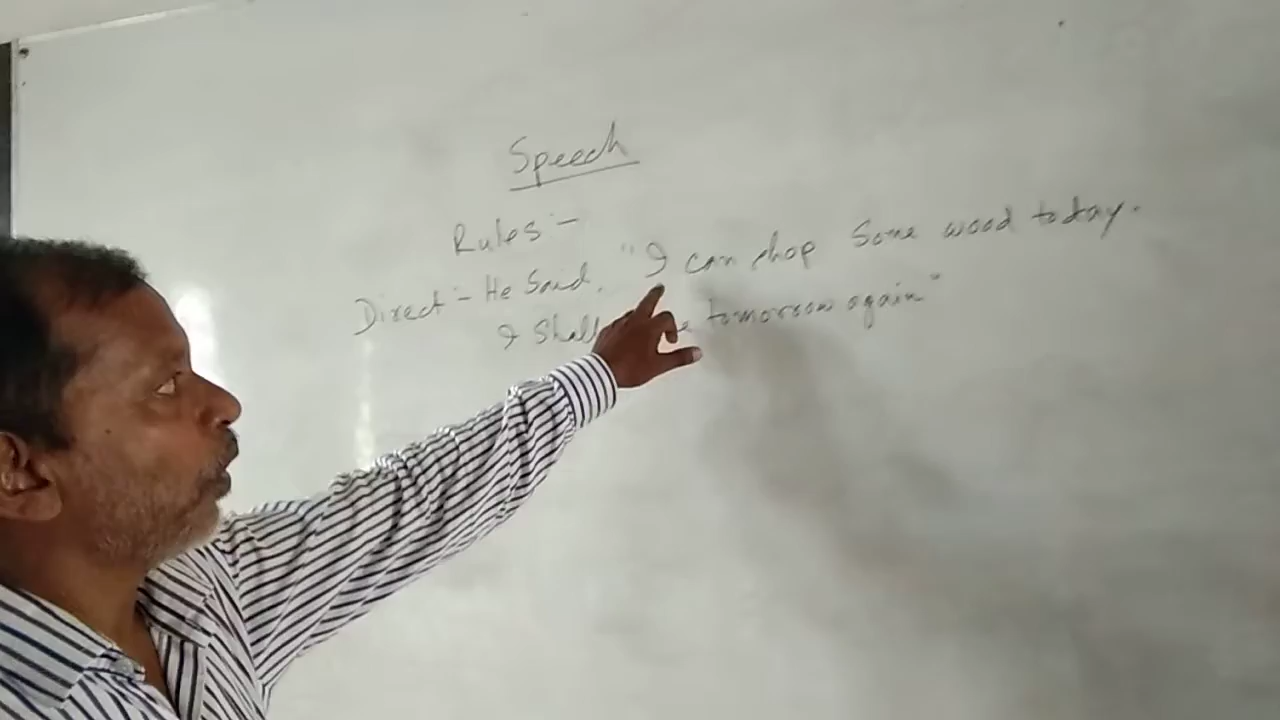 Speech
Rules :-
Direct :- He Said, "I can chop Some wood today.
I Shall tomorrow again"